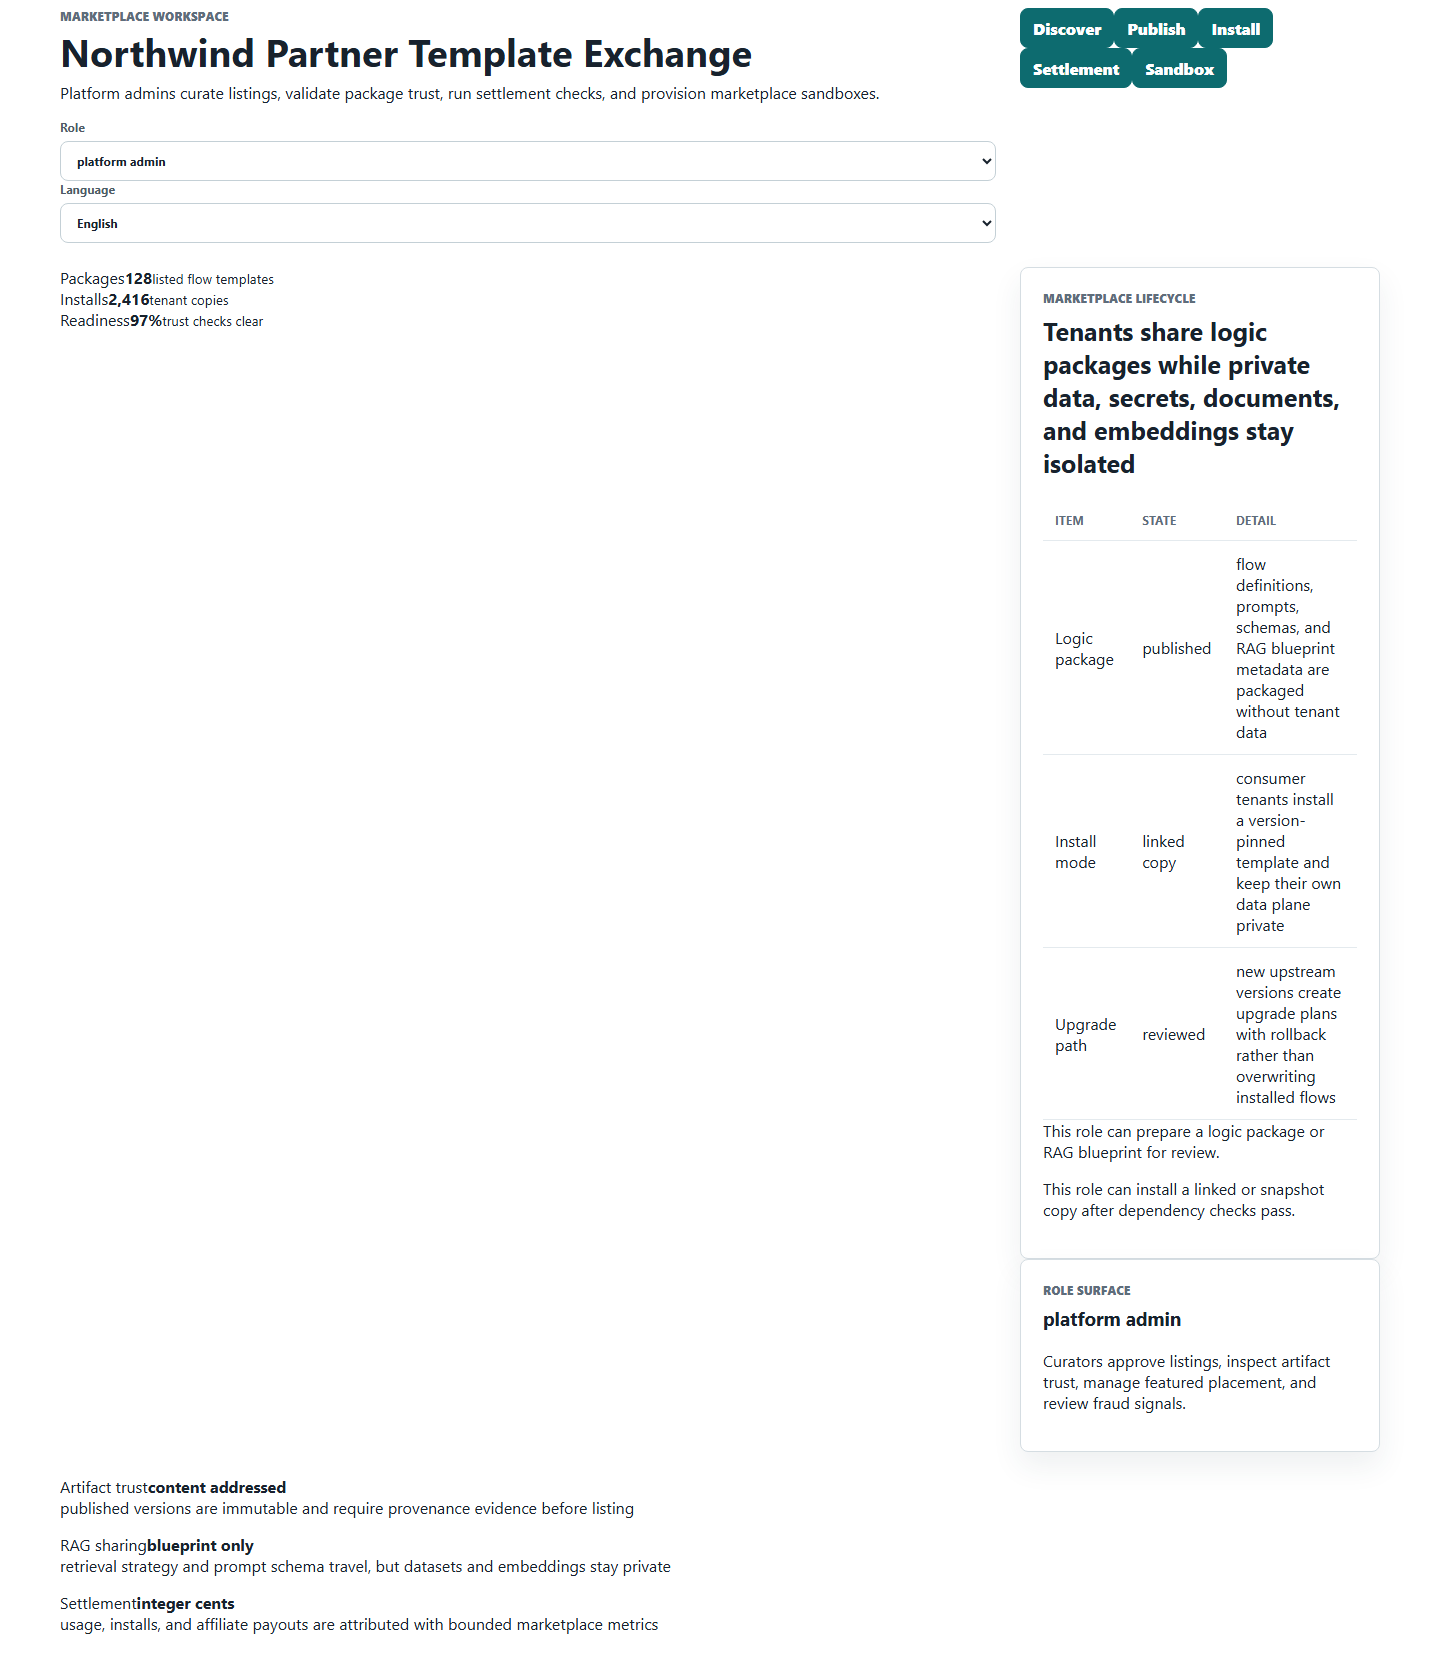 MARKETPLACE WORKSPACE
Northwind Partner Template Exchange
Platform admins curate listings, validate package trust, run settlement checks, and provision marketplace sandboxes.
Role
platform admin
Language
English
Discover Publish Install
Settlement Sandbox
Packages128listed flow templates
Installs2,416tenant copies
Readiness97%trust checks clear
MARKETPLACE LIFECYCLE
Tenants share logic
packages while private
data, secrets, documents,
and embeddings stay
isolated
ITEM STATE DETAIL
Logic
package
published
flow
definitions,
prompts,
schemas, and
RAG blueprint
metadata are
packaged
without tenant
data
Install
mode
linked
copy
consumer
tenants install
a version-
pinned
template and
keep their own
data plane
private
Upgrade
path
reviewed
new upstream
versions create
upgrade plans
with rollback
rather than
overwriting
installed flows
This role can prepare a logic package or
RAG blueprint for review.
This role can install a linked or snapshot
copy after dependency checks pass.
ROLE SURFACE
platform admin
Curators approve listings, inspect artifact
trust, manage featured placement, and
review fraud signals.
Artifact trustcontent addressed
published versions are immutable and require provenance evidence before listing
RAG sharingblueprint only
retrieval strategy and prompt schema travel, but datasets and embeddings stay private
Settlementinteger cents
usage, installs, and affiliate payouts are attributed with bounded marketplace metrics